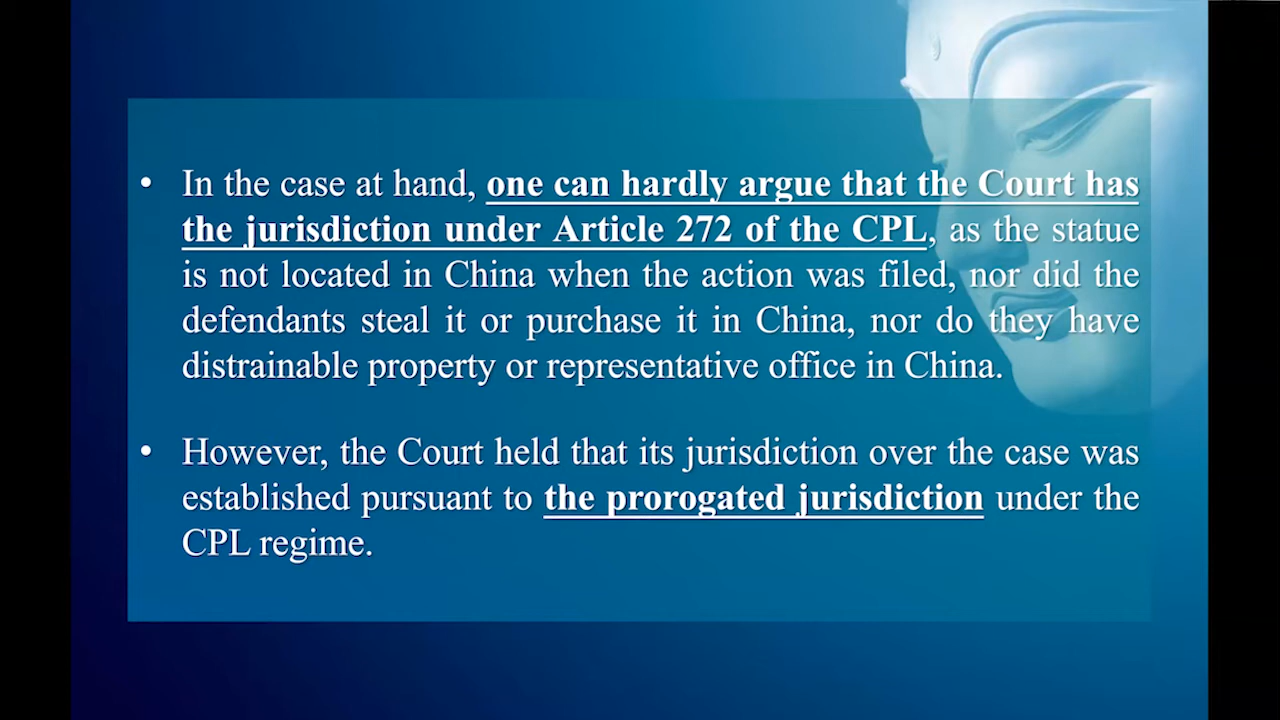 • In the case at hand, one can hardly argue that the Court has
the jurisdiction under Article 272 of the CPL, as the statue
is not located in China when the action was filed, nor did the
defendants steal it or purchase it in China, nor do they have
distrainable property or representative office in China.
• However, the Court held that its jurisdiction over the case was
established pursuant to the prorogated jurisdiction under the
CPL regime.